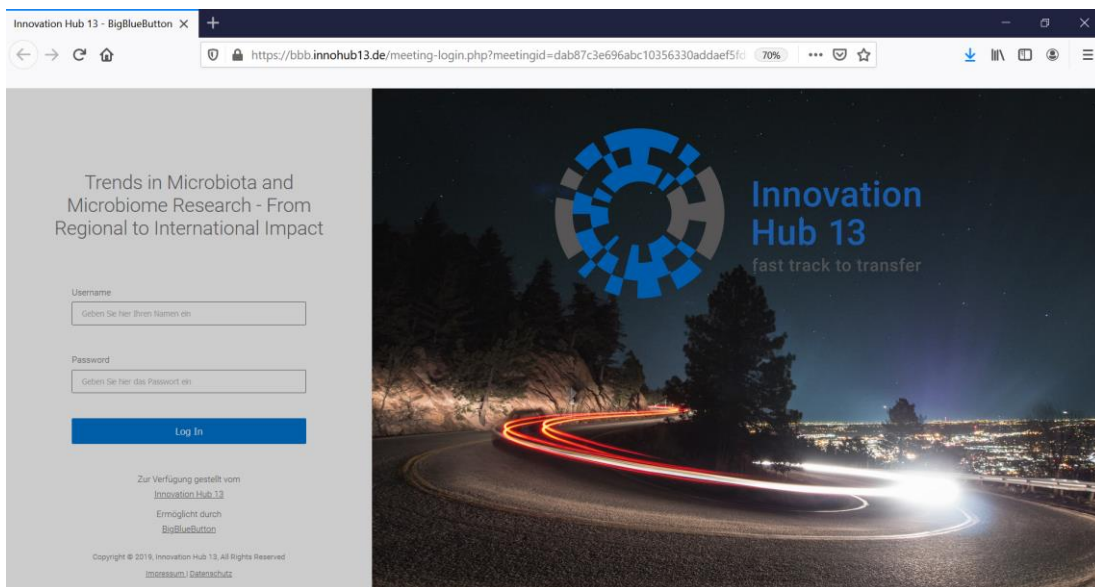 Innovation Hub 13 - BigBlueButton
https://bbb.innohub13.de/meeting-login.php?meetingid=dab87c3e696abc10356330addaef5fd
70%
Trends in Microbiota and
Microbiome Research - From
Regional to International Impact
Username
Geben Sie hier Ihren Namen ein
Password
Geben Sie hier das Passwort ein
Log In
Zur Verfügung gestellt vom
Innovation Hub 13
Ermöglicht durch
BigBlueButton
Copyright © 2019, Innovation Hub 13, All Rights Reserved
Impressum | Datenschutz
Innovation
Hub 13
fast track to transfer